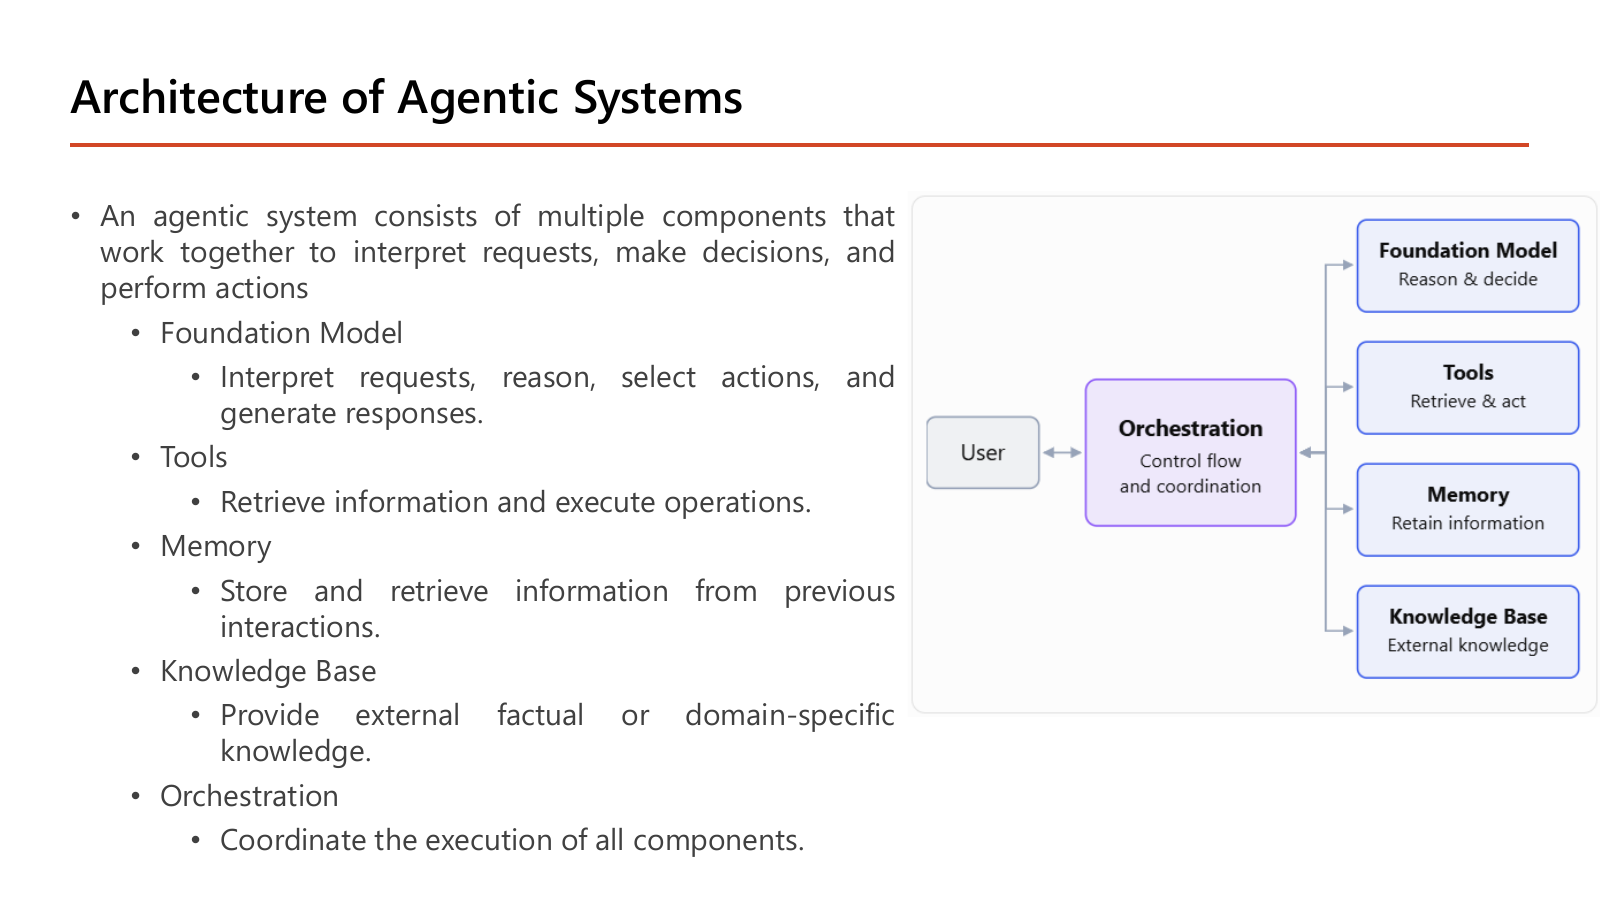 Architecture of Agentic Systems
• An agentic system consists of multiple components that
work together to interpret requests, make decisions, and
perform actions
• Foundation Model
• Interpret requests, reason, select actions, and
generate responses.
• Tools
• Retrieve information and execute operations.
• Memory
• Store and retrieve information from previous
interactions.
• Knowledge Base
• Provide external factual or domain-specific
knowledge.
• Orchestration
• Coordinate the execution of all components.
User
Orchestration
Control flow
and coordination
Foundation Model
Reason & decide
Tools
Retrieve & act
Memory
Retain information
Knowledge Base
External knowledge